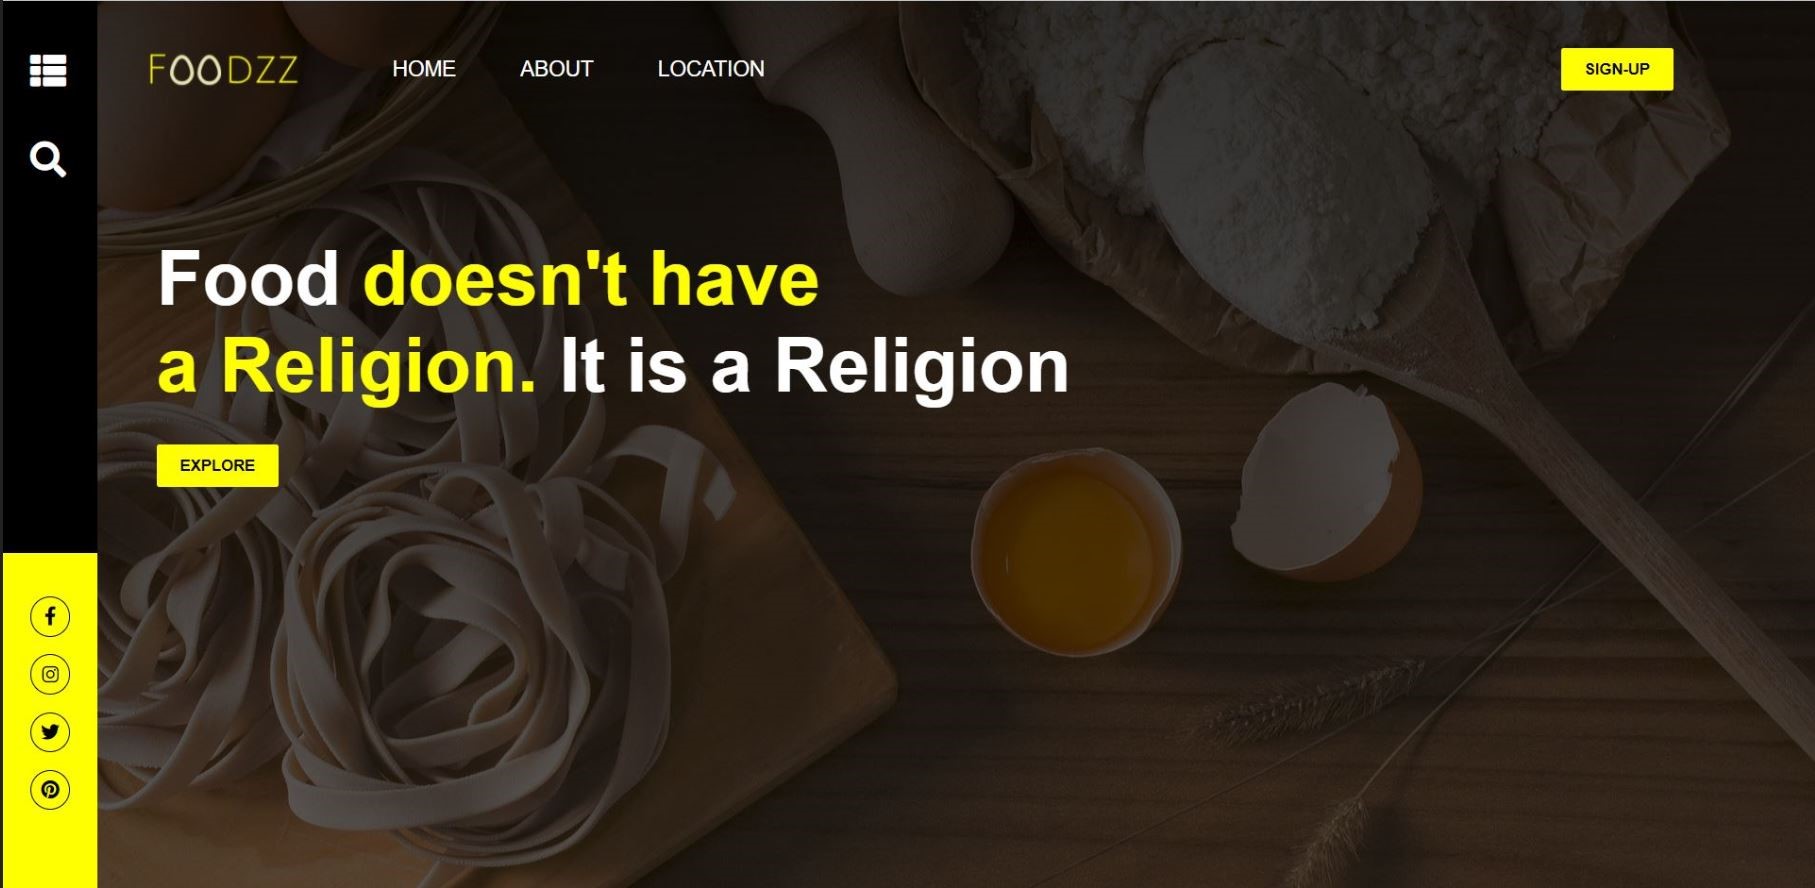 FOODZZ HOME ABOUT LOCATION SIGN-UP
Food doesn't have
a Religion. It is a Religion
EXPLORE